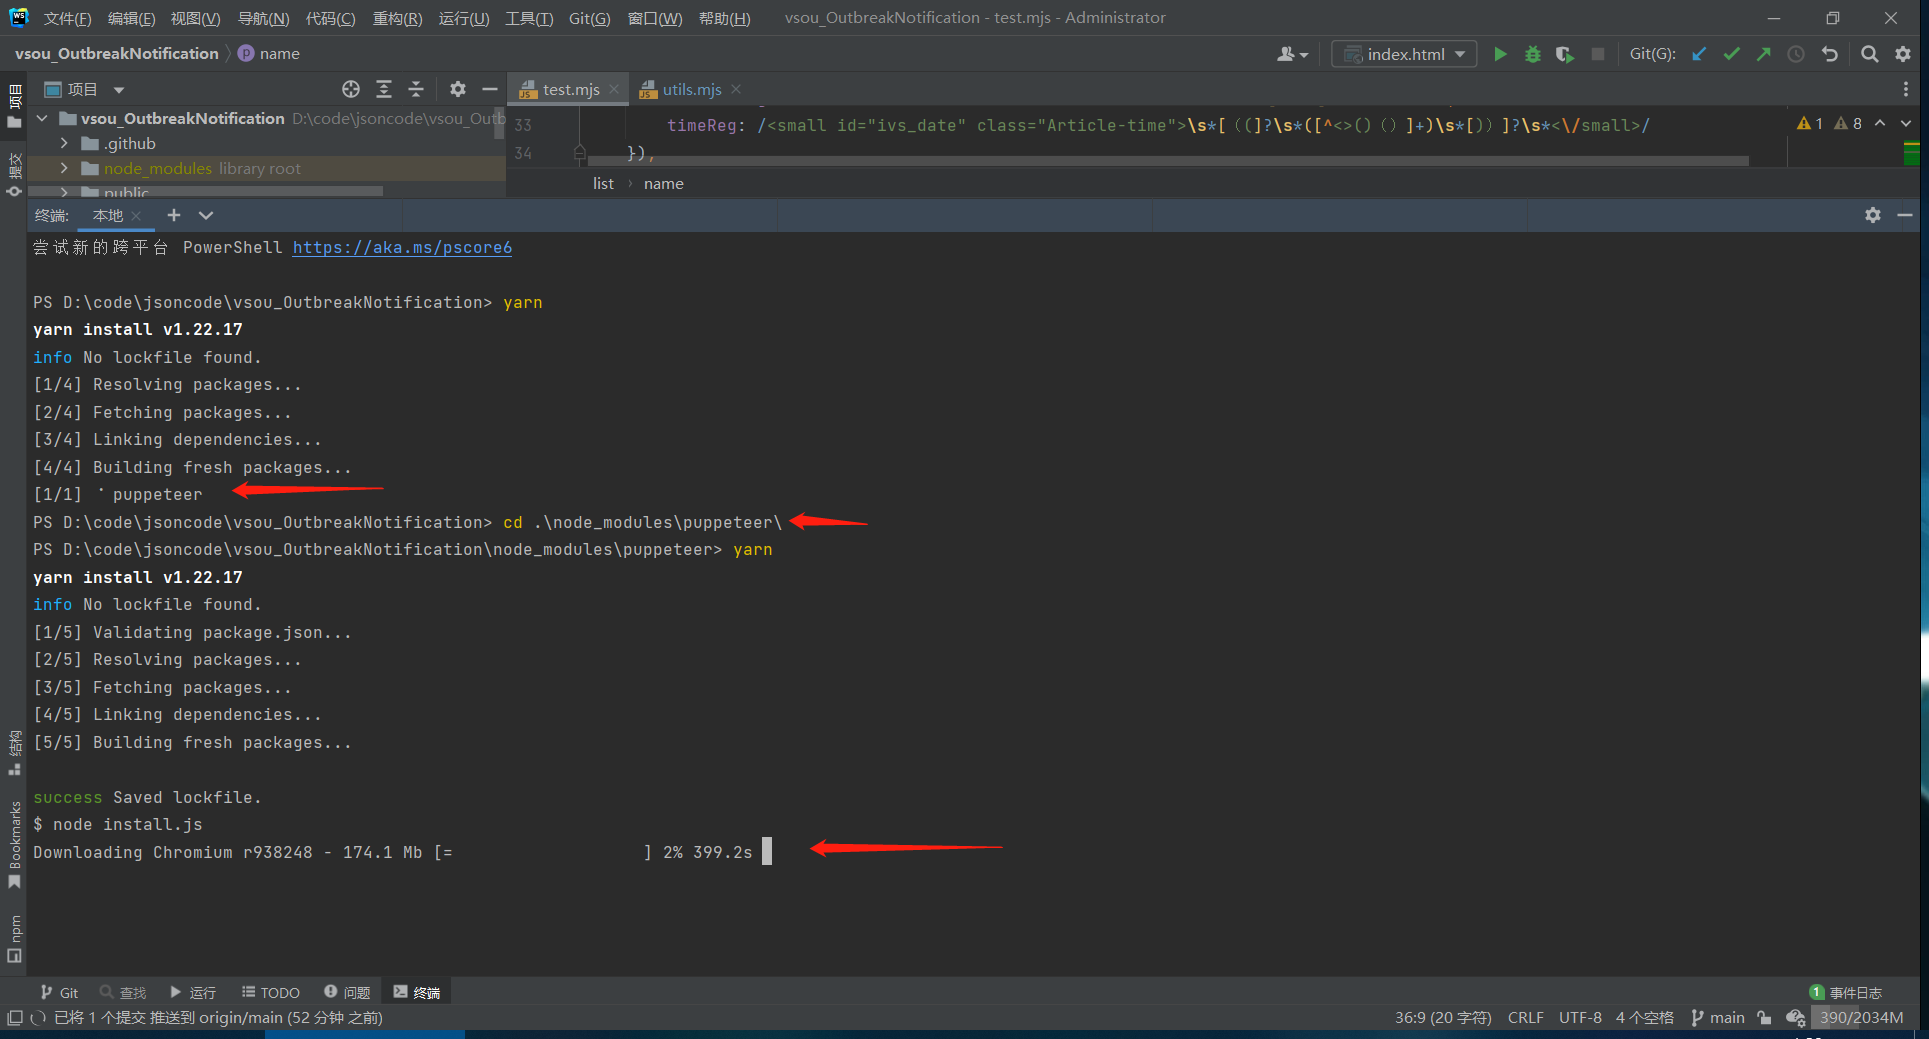 文件(F) 编辑(E) 视图(V) 导航(N) 代码(C) 重构(R) 运行(U) 工具(T) Git(G) 窗口(W) 帮助(H) vsou_OutbreakNotification - test.mjs - Administrator
vsou_OutbreakNotification p name index.html Git(G):
项目 test.mjs utils.mjs
vsou_OutbreakNotification D:\code\jsoncode\vsou_Outb
.github
node_modules library root
public
33 timeReg: /<small id="ivs_date" class="Article-time">\s*[（(]?\s*([^<>()（）]+)\s*[)）]?\s*<\/small>/ 1 8
34 }),
list › name
项目
提交
结构
Bookmarks
npm
终端: 本地
尝试新的跨平台 PowerShell https://aka.ms/pscore6
PS D:\code\jsoncode\vsou_OutbreakNotification> yarn
yarn install v1.22.17
info No lockfile found.
[1/4] Resolving packages...
[2/4] Fetching packages...
[3/4] Linking dependencies...
[4/4] Building fresh packages...
[1/1] ⠁ puppeteer
PS D:\code\jsoncode\vsou_OutbreakNotification> cd .\node_modules\puppeteer\
PS D:\code\jsoncode\vsou_OutbreakNotification\node_modules\puppeteer> yarn
yarn install v1.22.17
info No lockfile found.
[1/5] Validating package.json...
[2/5] Resolving packages...
[3/5] Fetching packages...
[4/5] Linking dependencies...
[5/5] Building fresh packages...
success Saved lockfile.
$ node install.js
Downloading Chromium r938248 - 174.1 Mb [= ] 2% 399.2s
Git 查找 运行 TODO 问题 终端 1 事件日志
已将 1 个提交 推送到 origin/main (52 分钟 之前) 36:9 (20 字符) CRLF UTF-8 4 个空格 main 390/2034M